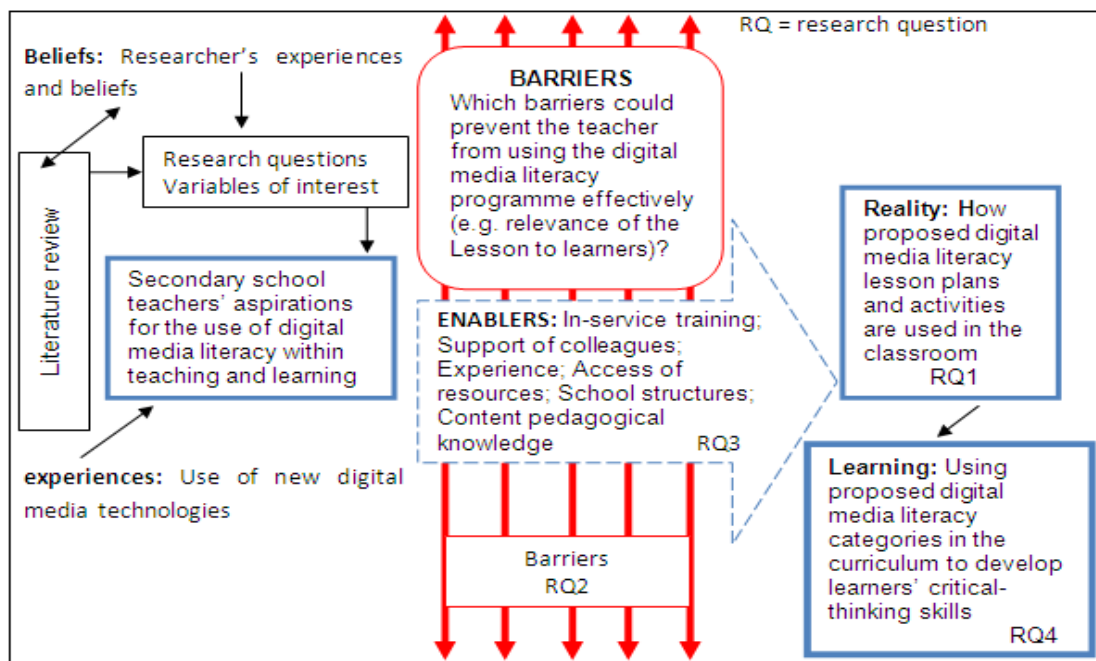 RQ = research question
Beliefs: Researcher's experiences
and beliefs
Research questions
Variables of interest
Literature review
Secondary school
teachers' aspirations
for the use of digital
media literacy within
teaching and learning
experiences: Use of new digital
media technologies
BARRIERS
Which barriers could
prevent the teacher
from using the digital
media literacy
programme effectively
(e.g. relevance of the
Lesson to learners)?
ENABLERS: In-service training;
Support of colleagues;
Experience; Access of
resources; School structures;
Content pedagogical
knowledge RQ3
Barriers
RQ2
Reality: How
proposed digital
media literacy
lesson plans
and activities
are used in the
classroom
RQ1
Learning: Using
proposed digital
media literacy
categories in the
curriculum to develop
learners' critical-
thinking skills
RQ4